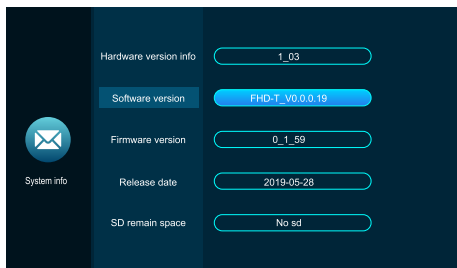 Hardware version info 1_03
Software version FHD-T_V0.0.0.19
Firmware version 0_1_59
System info
Release date 2019-05-28
SD remain space No sd